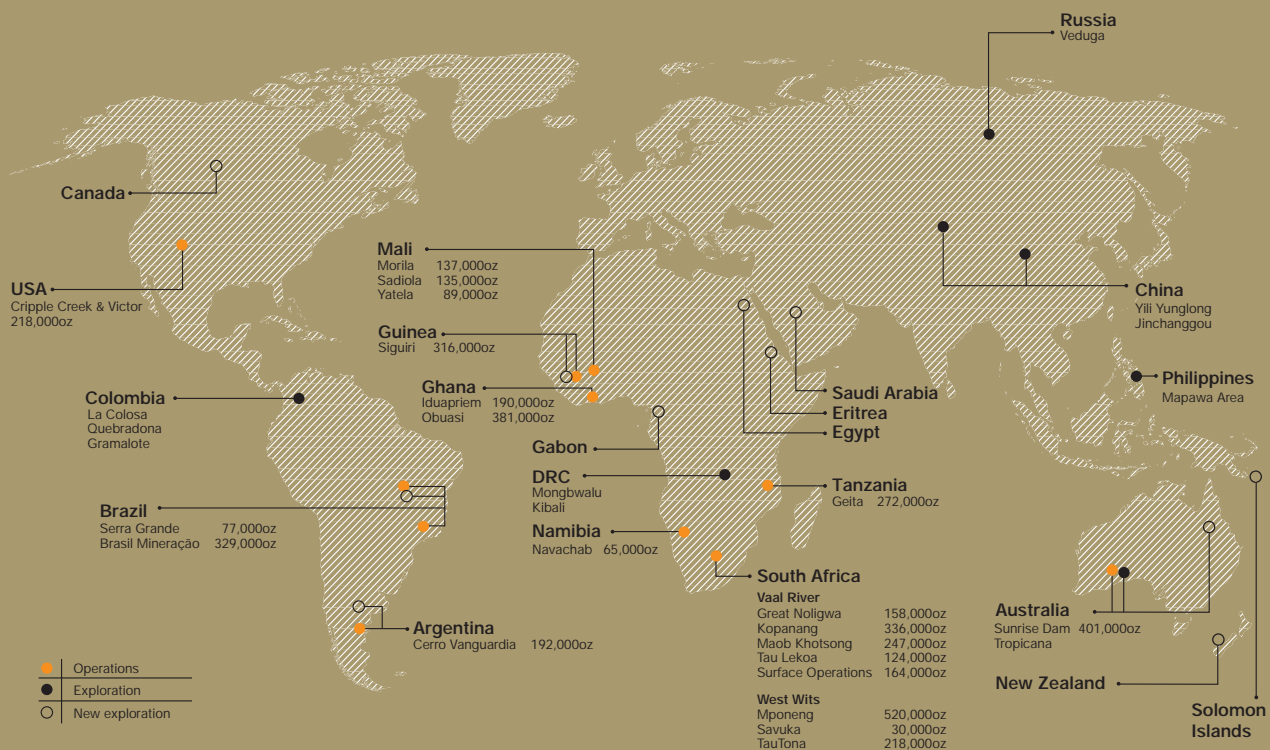 Russia
Veduga
Canada
USA
Cripple Creek & Victor
218,000oz
Mali
Morila 137,000oz
Sadiola 135,000oz
Yatela 89,000oz
Guinea
Siguiri 316,000oz
Ghana
Iduapriem 190,000oz
Obuasi 381,000oz
China
Yili Yunglong
Jinchanggou
Colombia
La Colosa
Quebradona
Gramalote
Saudi Arabia
Eritrea
Egypt
Philippines
Mapawa Area
Gabon
DRC
Mongbwalu
Kibali
Tanzania
Geita 272,000oz
Brazil
Serra Grande 77,000oz
Brasil Mineração 329,000oz
Namibia
Navachab 65,000oz
South Africa
Vaal River
Great Noligwa 158,000oz
Kopanang 336,000oz
Maob Khotsong 247,000oz
Tau Lekoa 124,000oz
Surface Operations 164,000oz
West Wits
Mponeng 520,000oz
Savuka 30,000oz
TauTona 218,000oz
Argentina
Cerro Vanguardia 192,000oz
Australia
Sunrise Dam 401,000oz
Tropicana
New Zealand
Solomon
Islands
Operations
Exploration
New exploration